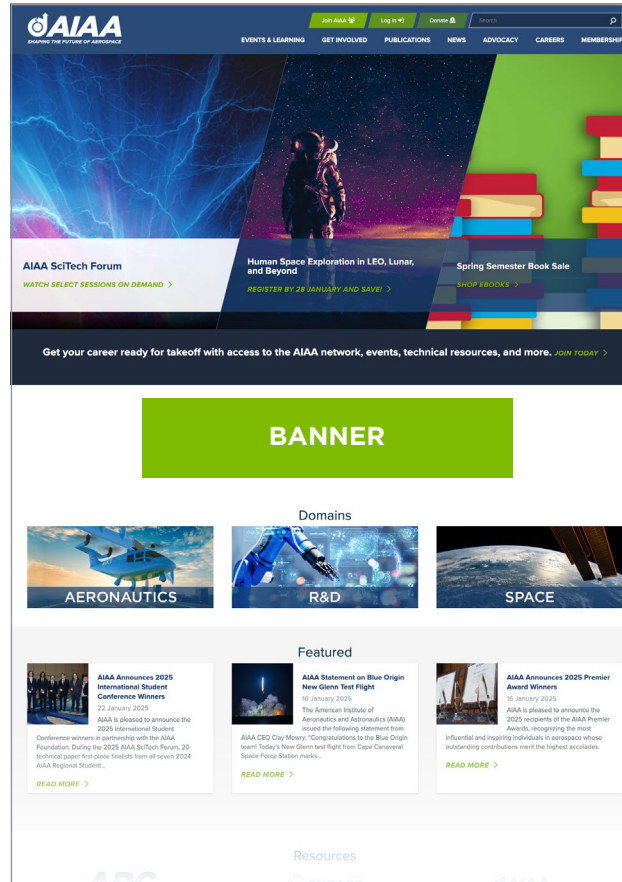 AIAA
SHAPING THE FUTURE OF AEROSPACE
Join AIAA
Log In
Donate
Search
EVENTS & LEARNING
GET INVOLVED
PUBLICATIONS
NEWS
ADVOCACY
CAREERS
MEMBERSHIP
AIAA SciTech Forum
WATCH SELECT SESSIONS ON DEMAND >
Human Space Exploration in LEO, Lunar,
and Beyond
REGISTER BY 28 JANUARY AND SAVE! >
Spring Semester Book Sale
SHOP EBOOKS >
Get your career ready for takeoff with access to the AIAA network, events, technical resources, and more. JOIN TODAY >
BANNER
Domains
AERONAUTICS
R&D
SPACE
Featured
AIAA Announces 2025
International Student
Conference Winners
22 January 2025
AIAA is pleased to announce the
2025 International Student
Conference winners in partnership with the AIAA
Foundation. During the 2025 AIAA SciTech Forum, 20
technical paper first-place finalists from all seven 2024
AIAA Regional Student...
READ MORE >
AIAA Statement on Blue Origin
New Glenn Test Flight
16 January 2025
The American Institute of
Aeronautics and Astronautics (AIAA)
issued the following statement from
AIAA CEO Clay Mowry: "Congratulations to the Blue Origin
team! Today's New Glenn test flight from Cape Canaveral
Space Force Station marks...
READ MORE >
AIAA Announces 2025 Premier
Award Winners
16 January 2025
AIAA is pleased to announce the
2025 recipients of the AIAA Premier
Awards, recognizing the most
influential and inspiring individuals in aerospace whose
outstanding contributions merit the highest accolades.
READ MORE >
Resources